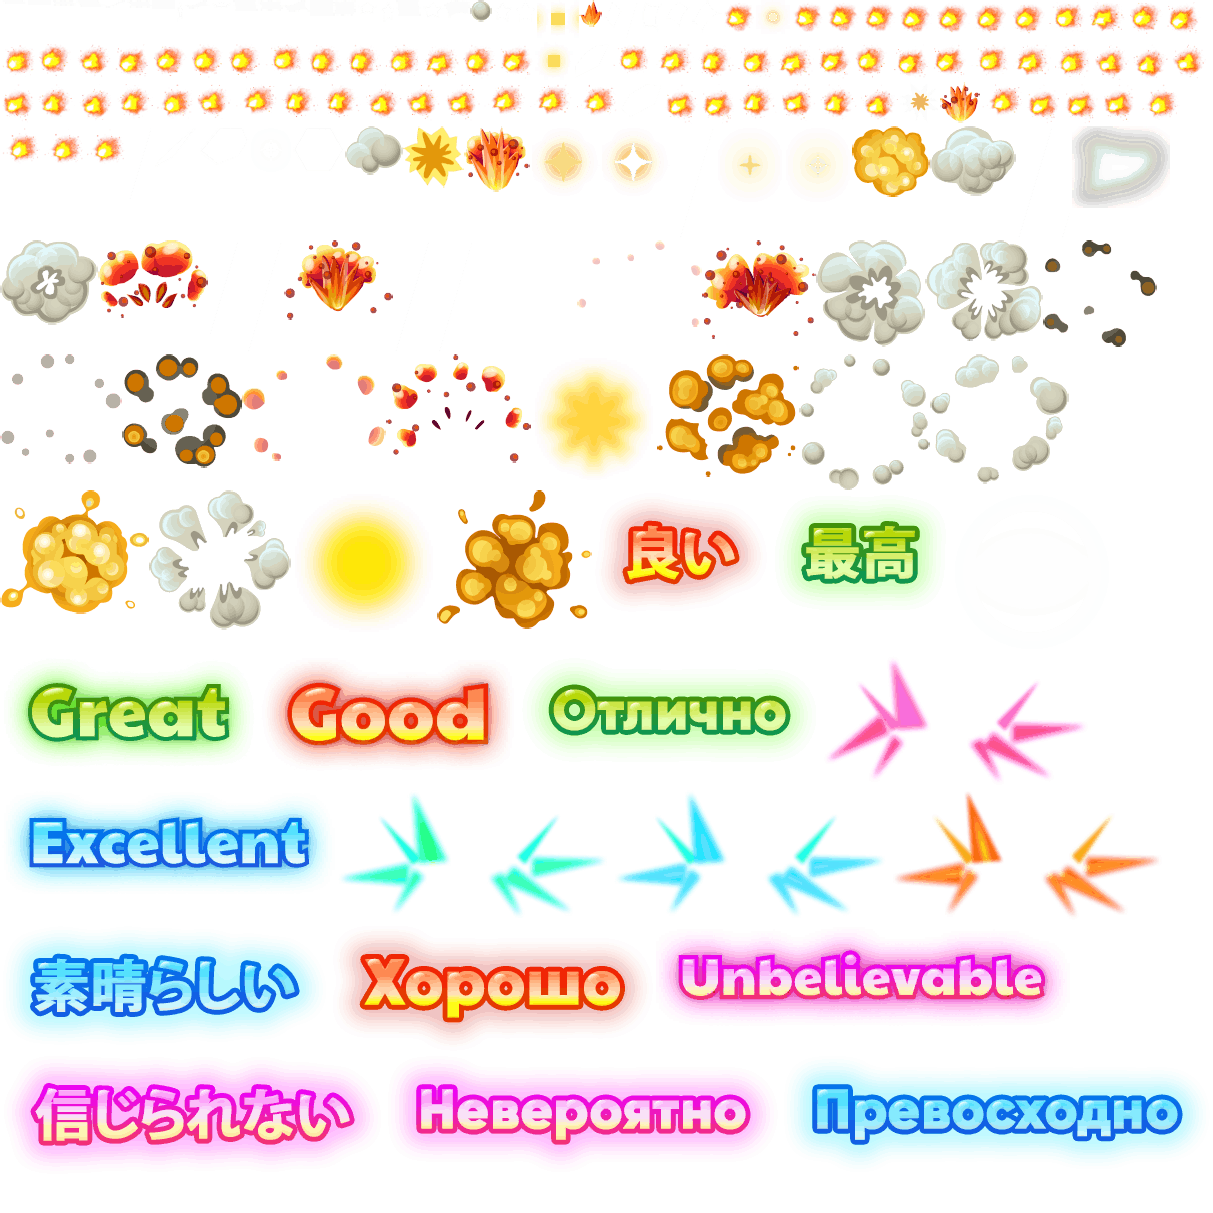 良い 最高
Great Good Отлично
Excellent
素晴らしい Хорошо Unbelievable
信じられない Невероятно Превосходно